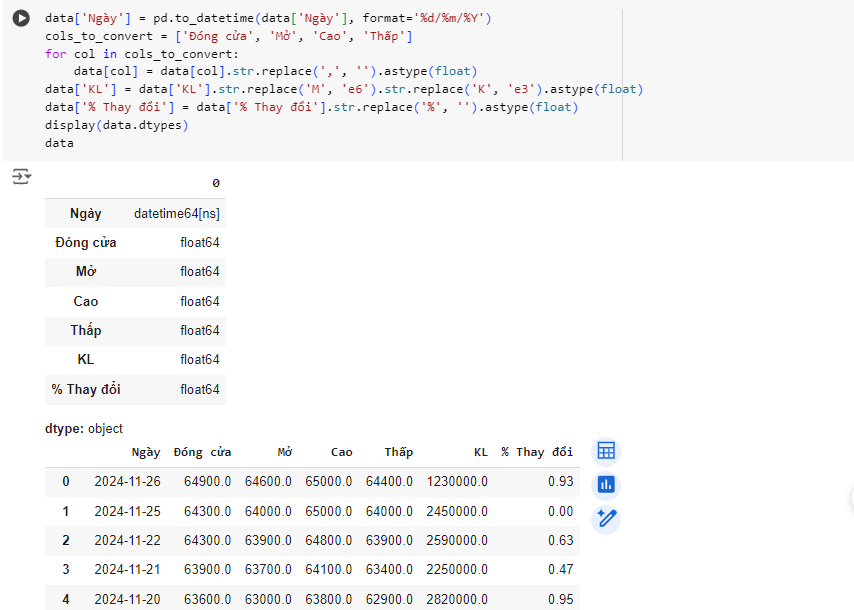 data['Ngày'] = pd.to_datetime(data['Ngày'], format='%d/%m/%Y')
cols_to_convert = ['Đóng cửa', 'Mở', 'Cao', 'Thấp']
for col in cols_to_convert:
    data[col] = data[col].str.replace(',', '').astype(float)
data['KL'] = data['KL'].str.replace('M', 'e6').str.replace('K', 'e3').astype(float)
data['% Thay đổi'] = data['% Thay đổi'].str.replace('%', '').astype(float)
display(data.dtypes)
data
0
Ngày datetime64[ns]
Đóng cửa float64
Mở float64
Cao float64
Thấp float64
KL float64
% Thay đổi float64
dtype: object
Ngày Đóng cửa Mở Cao Thấp KL % Thay đổi
0 2024-11-26 64900.0 64600.0 65000.0 64400.0 1230000.0 0.93
1 2024-11-25 64300.0 64000.0 65000.0 64000.0 2450000.0 0.00
2 2024-11-22 64300.0 63900.0 64800.0 63900.0 2590000.0 0.63
3 2024-11-21 63900.0 63700.0 64100.0 63400.0 2250000.0 0.47
4 2024-11-20 63600.0 63000.0 63800.0 62900.0 2820000.0 0.95